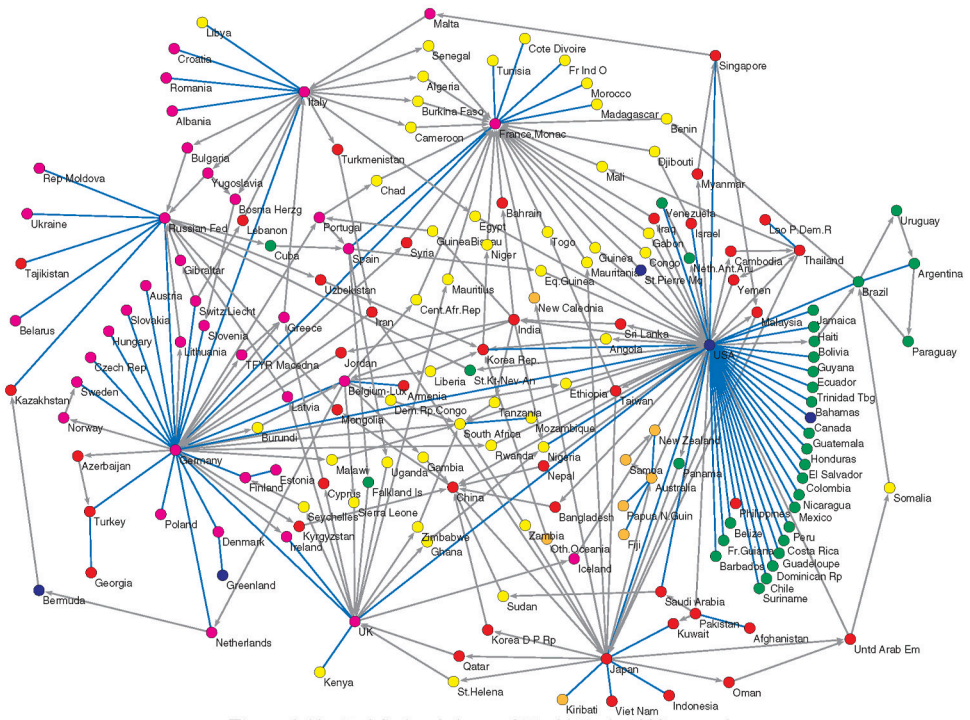 Malta
Libya
Cote Divoire
Senegal
Croatia
Tunisia
Fr Ind O
Singapore
Romania
Algeria
Morocco
Italy
Burkina Faso
Madagascar
Albania
Cameroon
France,Monac
Benin
Turkmenistan
Bulgaria
Djibouti
Rep Moldova
Yugoslavia
Chad
Mali
Myanmar
Bosnia Herzg
Venezuela
Uruguay
Ukraine
Russian Fed
Lebanon
Portugal
Egypt
Bahrain
Iraq
Israel
Lao P.Dem.R
GuineaBissau
Togo
Gabon
Cuba
Spain
Syria
Niger
Guinea
Congo
Neth.Ant.Aru
Cambodia
Thailand
Argentina
Tajikistan
Gibraltar
Mauritania
St.Pierre Mq
Uzbekistan
Mauritius
Eq.Guinea
Yemen
Brazil
Austria
Switz.Liecht
Cent.Afr.Rep
New Calednia
Belarus
Slovakia
Slovenia
Greece
Iran
India
Sri Lanka
Malaysia
Jamaica
Hungary
Lithuania
Angola
USA
Haiti
Paraguay
Czech Rep
TFYR Macedna
Jordan
Korea Rep.
Bolivia
Liberia
St.Kt-Nev-An
Guyana
Kazakhstan
Sweden
Belgium-Lux
Armenia
Ethiopia
Taiwan
Ecuador
Latvia
Dem.Rp.Congo
Trinidad Tbg
Norway
Mongolia
Tanzania
Bahamas
Burundi
South Africa
Mozambique
New Zealand
Canada
Azerbaijan
Germany
Rwanda
Nigeria
Guatemala
Malawi
Uganda
Gambia
Samoa
Panama
Honduras
Finland
Estonia
Cyprus
Falkland Is
China
Nepal
Australia
El Salvador
Colombia
Turkey
Seychelles
Sierra Leone
Bangladesh
Papua N.Guin
Philippines
Nicaragua
Poland
Kyrgyzstan
Zimbabwe
Zambia
Belize
Mexico
Denmark
Ireland
Ghana
Oth.Oceania
Fiji
Fr.Guiana
Peru
Iceland
Barbados
Costa Rica
Guadeloupe
Georgia
Greenland
Dominican Rp
Chile
Suriname
Somalia
Bermuda
Sudan
Saudi Arabia
Pakistan
Netherlands
UK
Korea D P Rp
Kuwait
Afghanistan
Untd Arab Em
Kenya
Qatar
Japan
St.Helena
Oman
Kiribati
Viet Nam
Indonesia